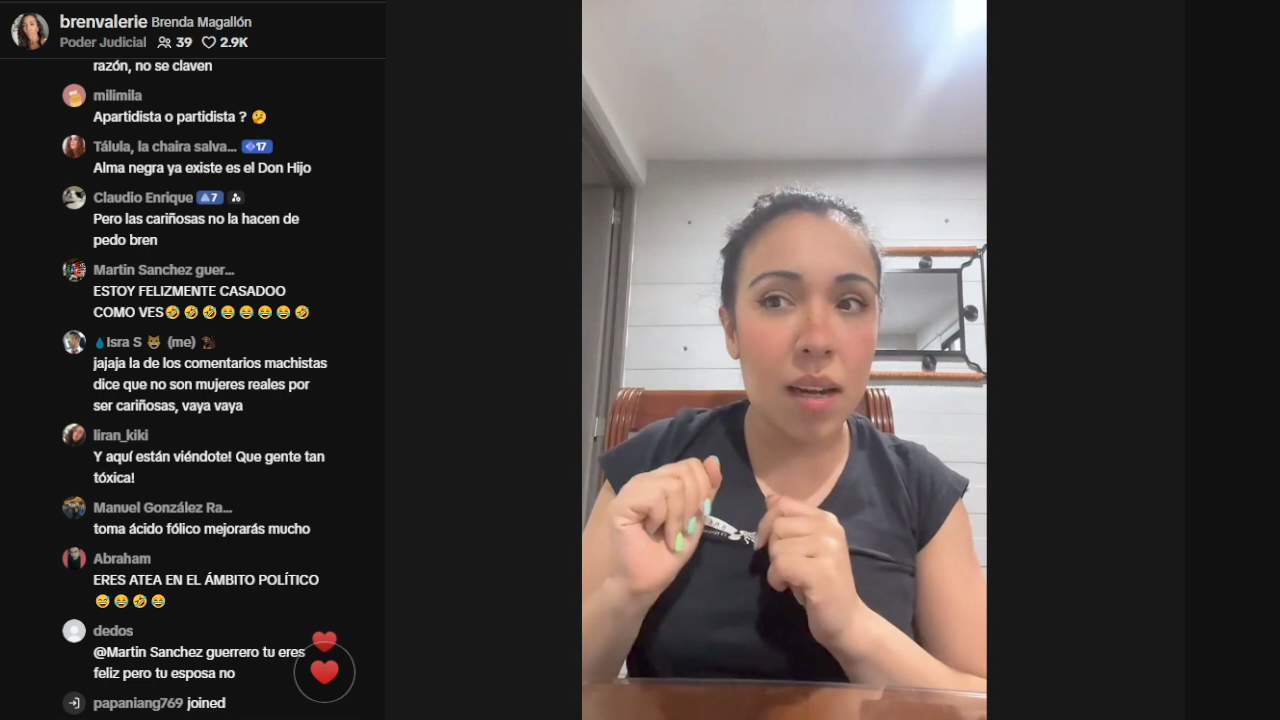 brenvalerie Brenda Magallón
Poder Judicial 39 2.9K
razón, no se claven
milimila
Apartidista o partidista ? 🤔
Tálula, la chaira salva... 17
Alma negra ya existe es el Don Hijo
Claudio Enrique 7
Pero las cariñosas no la hacen de
pedo bren
Martin Sanchez guer...
ESTOY FELIZMENTE CASADOO
COMO VES🤣🤣🤣😂😂😂😂🤣
💧Isra S 😼 (me) 🐈‍⬛
jajaja la de los comentarios machistas
dice que no son mujeres reales por
ser cariñosas, vaya vaya
liran_kiki
Y aquí están viéndote! Que gente tan
tóxica!
Manuel González Ra...
toma ácido fólico mejorarás mucho
Abraham
ERES ATEA EN EL ÁMBITO POLÍTICO
😅😂🤣😂
dedos
@Martin Sanchez guerrero tu eres
feliz pero tu esposa no
papaniang769 joined